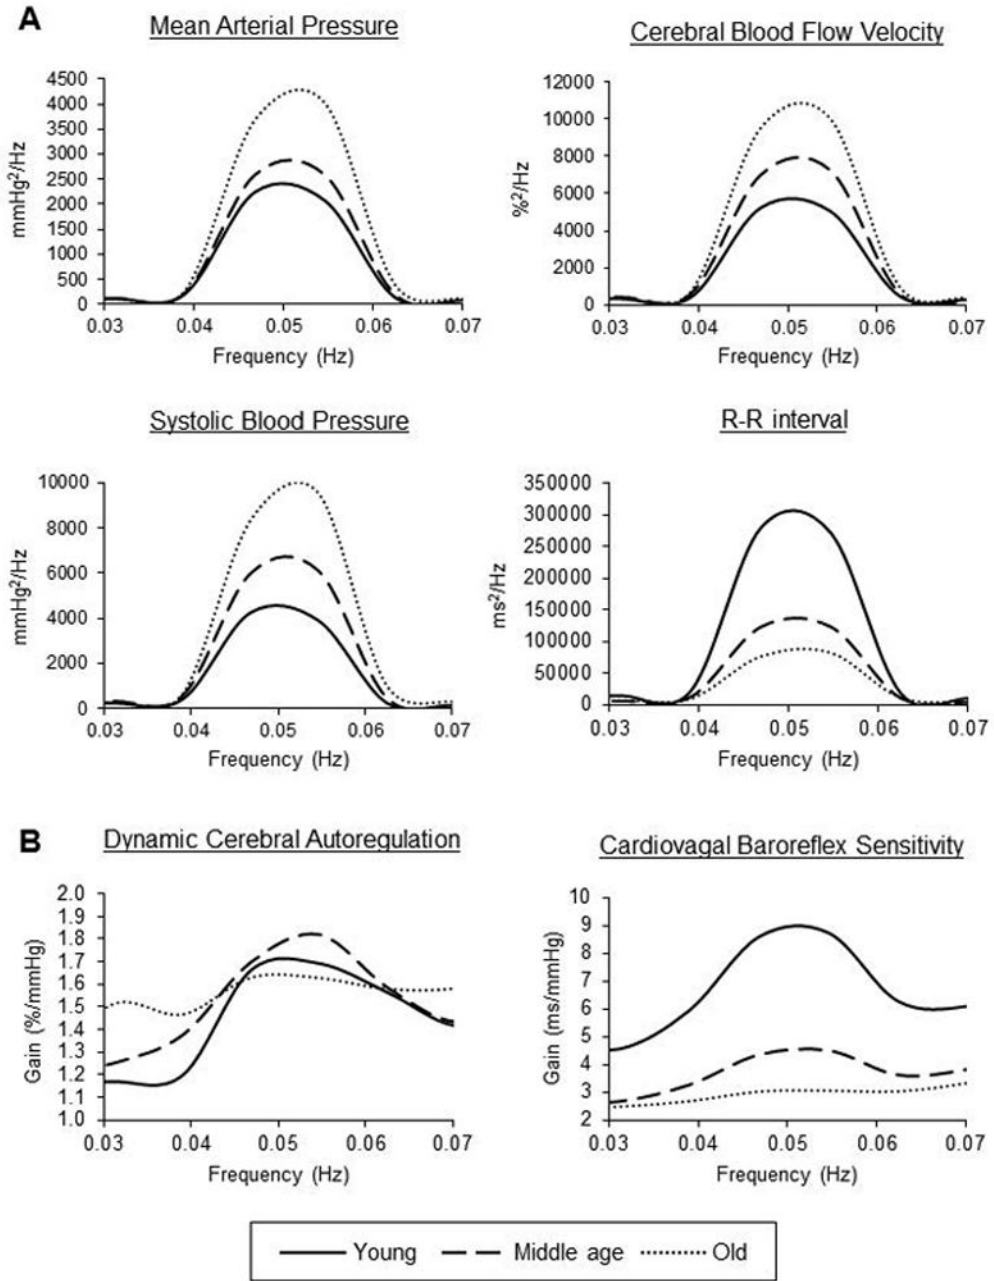 A
Mean Arterial Pressure
mmHg²/Hz
4500
4000
3500
3000
2500
2000
1500
1000
500
0
0.03 0.04 0.05 0.06 0.07
Frequency (Hz)
Cerebral Blood Flow Velocity
%²/Hz
12000
10000
8000
6000
4000
2000
0
0.03 0.04 0.05 0.06 0.07
Frequency (Hz)
Systolic Blood Pressure
mmHg²/Hz
10000
8000
6000
4000
2000
0
0.03 0.04 0.05 0.06 0.07
Frequency (Hz)
R-R interval
ms²/Hz
350000
300000
250000
200000
150000
100000
50000
0
0.03 0.04 0.05 0.06 0.07
Frequency (Hz)
B
Dynamic Cerebral Autoregulation
Gain (%/mmHg)
2.0
1.9
1.8
1.7
1.6
1.5
1.4
1.3
1.2
1.1
1.0
0.03 0.04 0.05 0.06 0.07
Frequency (Hz)
Cardiovagal Baroreflex Sensitivity
Gain (ms/mmHg)
10
9
8
7
6
5
4
3
2
0.03 0.04 0.05 0.06 0.07
Frequency (Hz)
Young Middle age Old